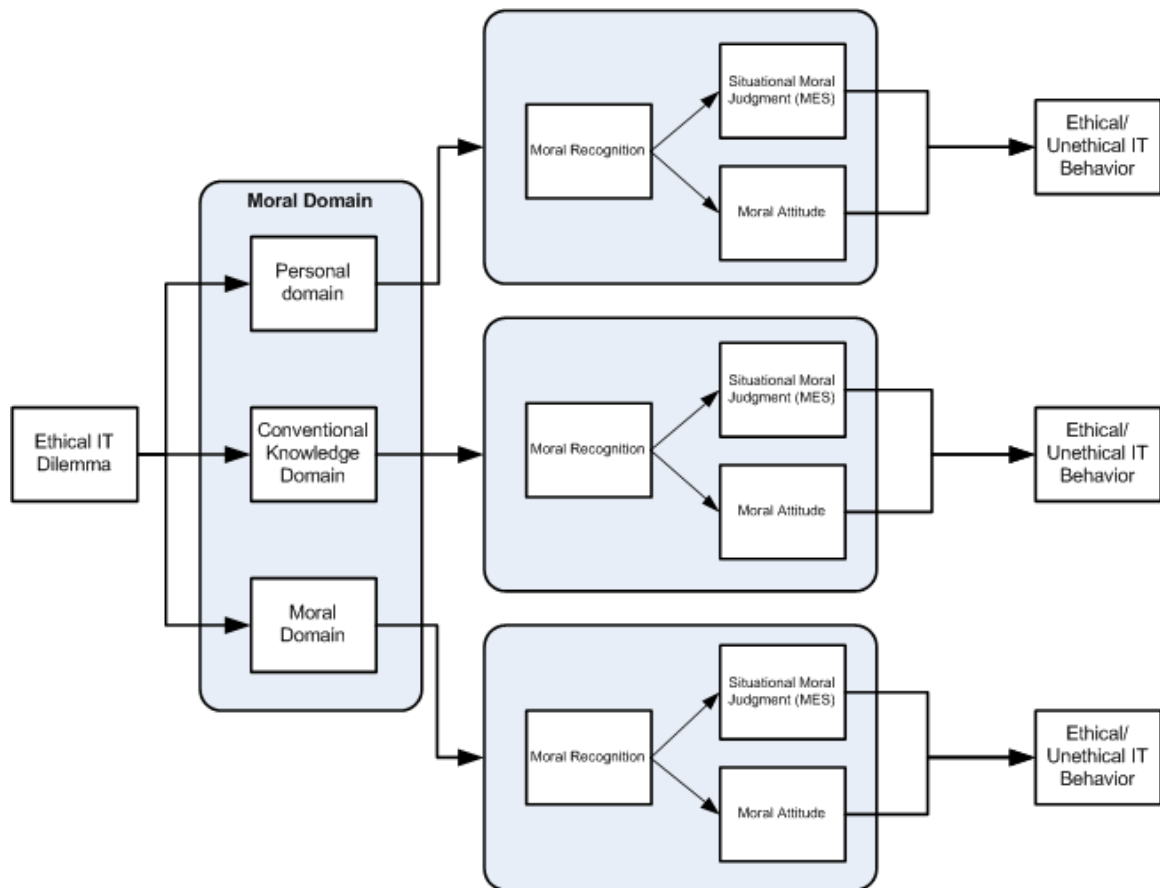 Situational Moral
Judgment (MES)
Moral Recognition
Moral Attitude
Ethical/
Unethical IT
Behavior
Moral Domain
Personal
domain
Ethical IT
Dilemma
Conventional
Knowledge
Domain
Situational Moral
Judgment (MES)
Moral Recognition
Moral Attitude
Ethical/
Unethical IT
Behavior
Moral
Domain
Situational Moral
Judgment (MES)
Moral Recognition
Moral Attitude
Ethical/
Unethical IT
Behavior